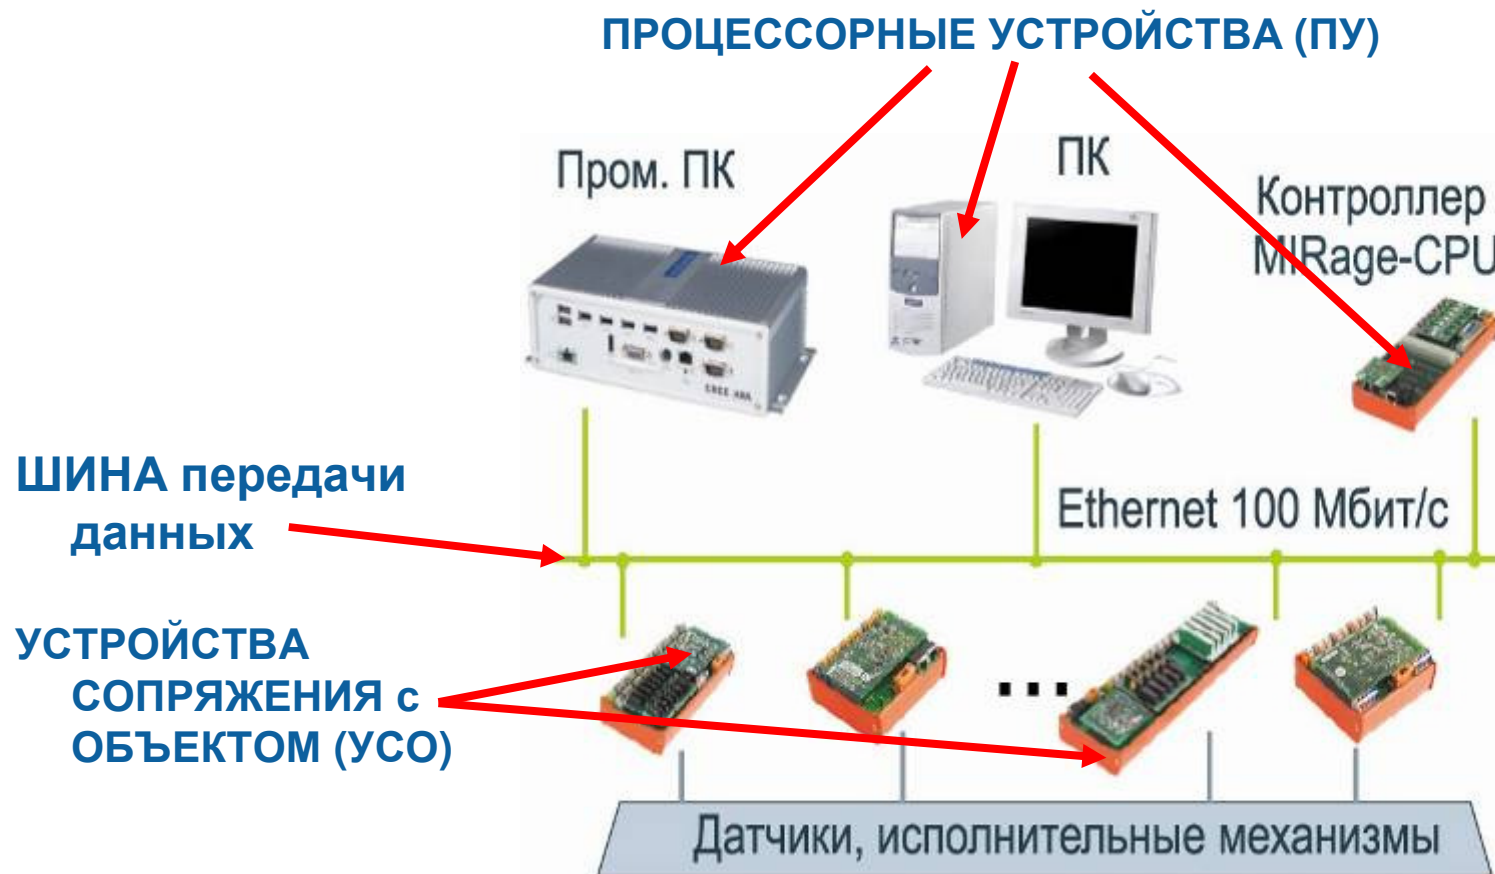 ПРОЦЕССОРНЫЕ УСТРОЙСТВА (ПУ)
Пром. ПК
ПК
Контроллер
MIRage-CPU
ШИНА передачи
данных
Ethernet 100 Мбит/с
УСТРОЙСТВА
СОПРЯЖЕНИЯ с
ОБЪЕКТОМ (УСО)
...
Датчики, исполнительные механизмы